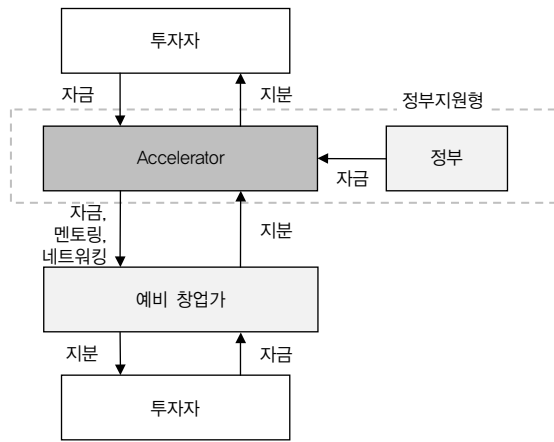 투자자
자금
지분
정부지원형
Accelerator
자금
정부
자금,
멘토링,
네트워킹
지분
예비 창업가
지분
자금
투자자